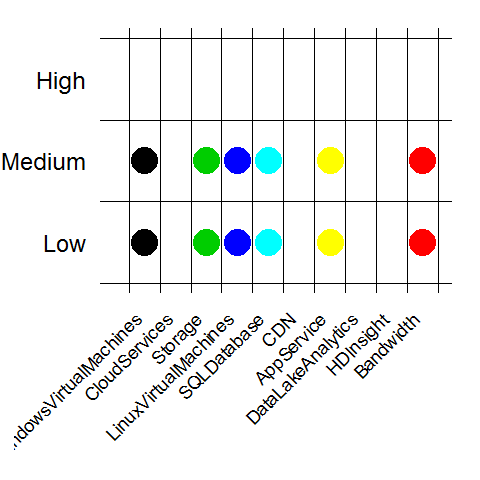 High
Medium
Low
ndowsVirtualMachines
CloudServices
Storage
LinuxVirtualMachines
SQLDatabase
CDN
AppService
DataLakeAnalytics
HDInsight
Bandwidth